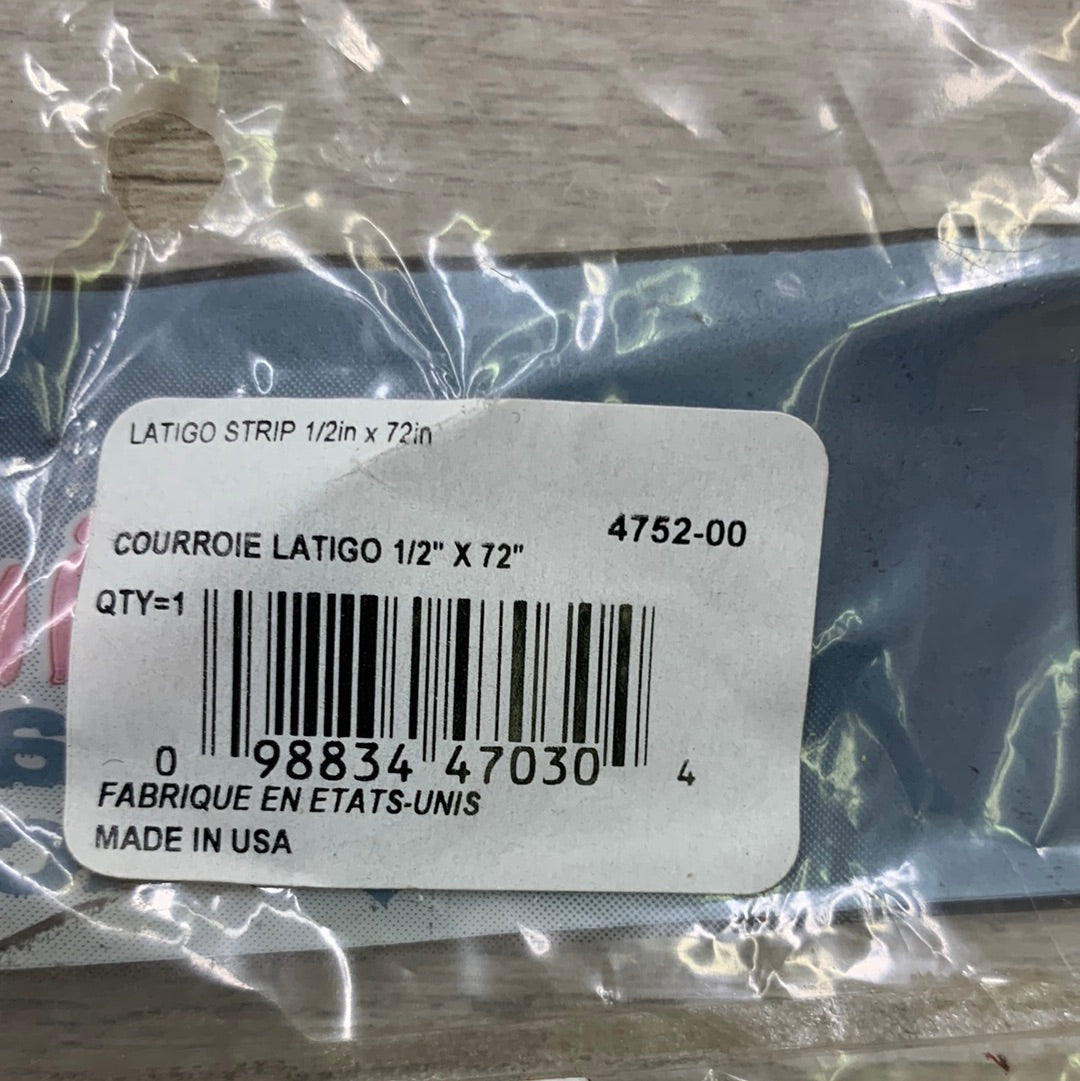 LATIGO STRIP 1/2in x 72in
4752-00
COURROIE LATIGO 1/2" X 72"
QTY=1
0 98834 47030 4
FABRIQUE EN ETATS-UNIS
MADE IN USA